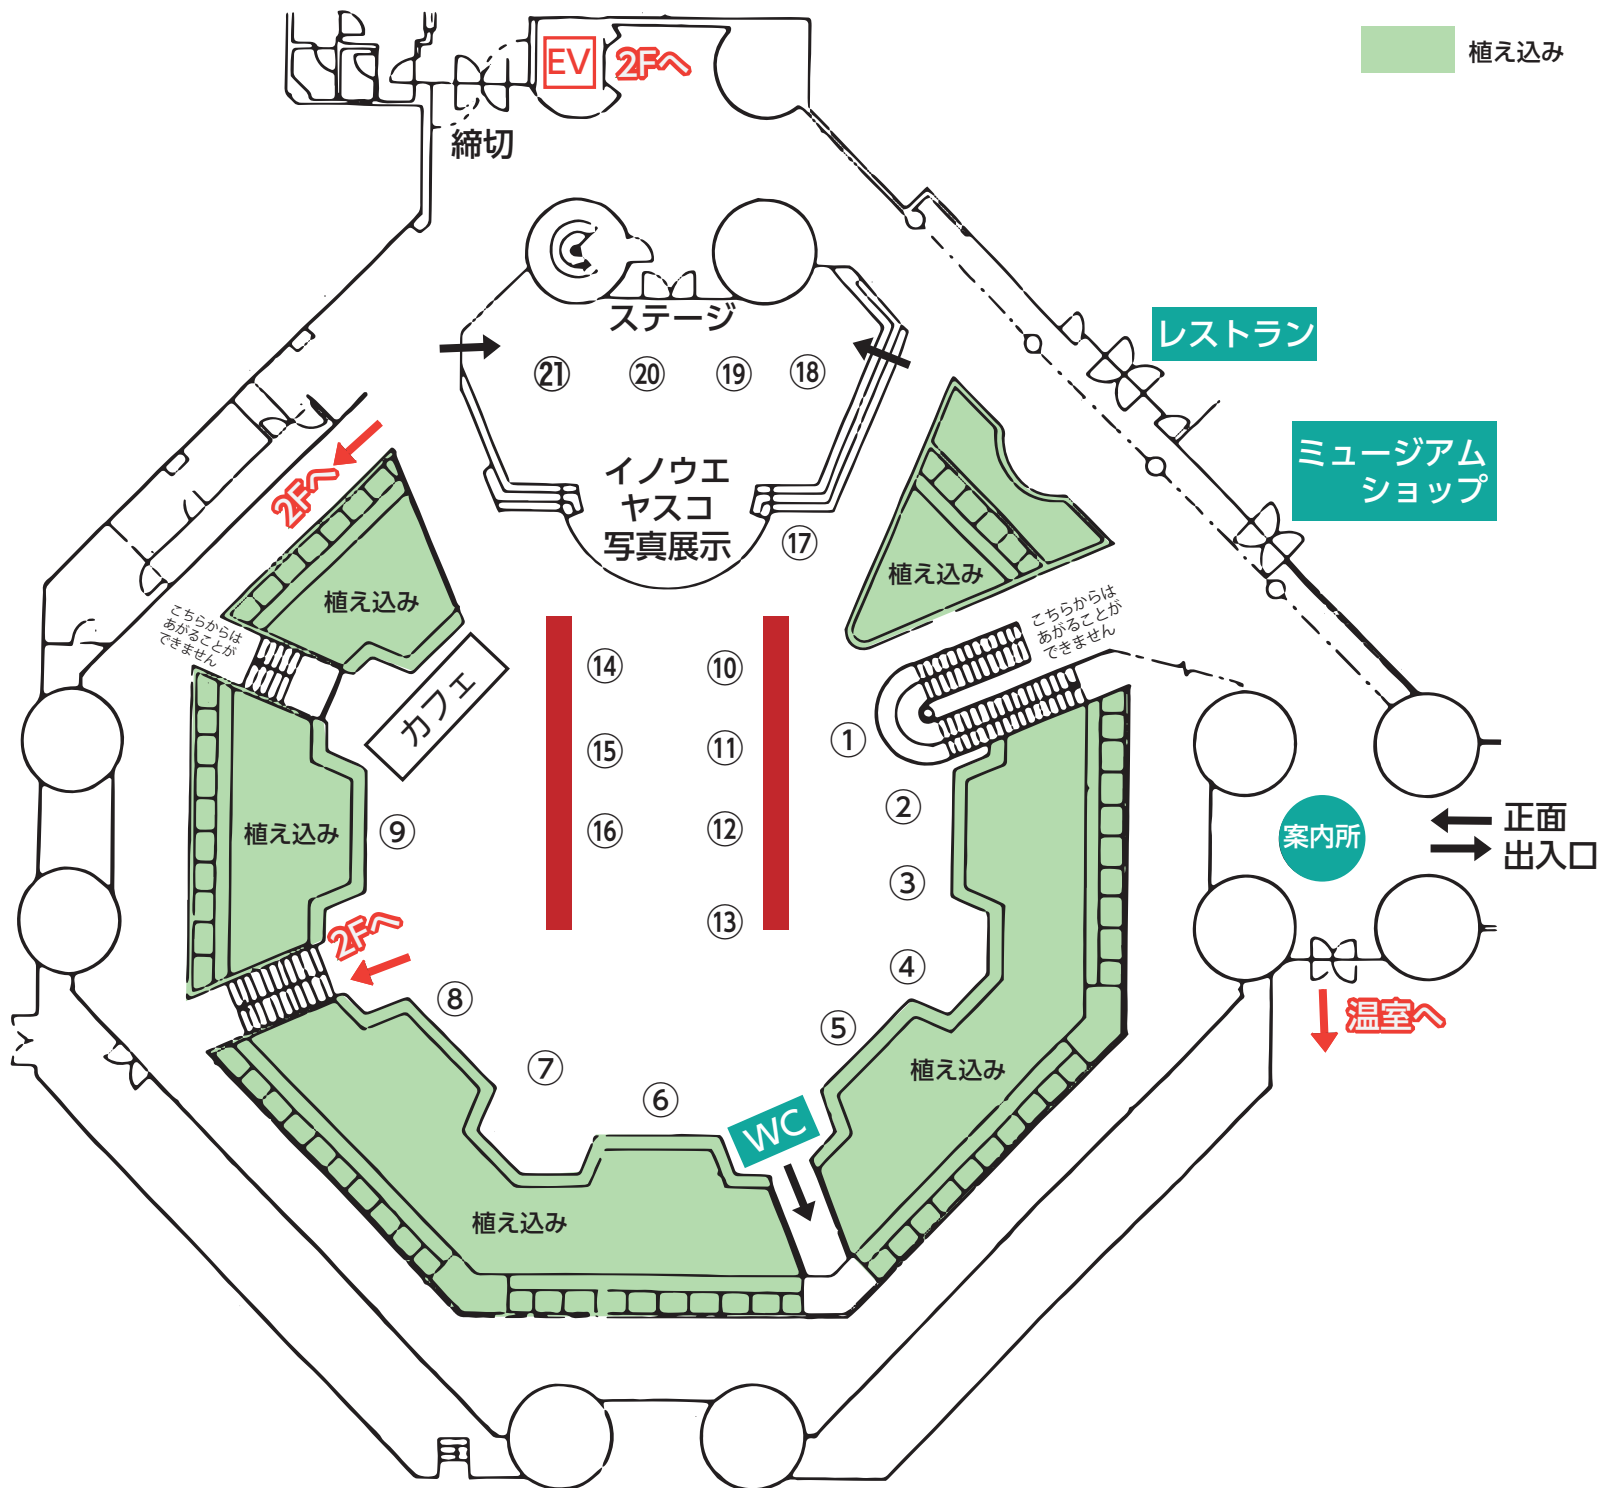 EV
2Fへ
植え込み
締切
ステージ
レストラン
㉑
⑳
⑲
⑱
ミュージアム
ショップ
イノウエ
ヤスコ
写真展示
2Fへ
⑰
植え込み
植え込み
こちらからは
あがることが
できません
こちらからは
あがることが
できません
カフェ
⑭
⑩
⑮
⑪
①
⑯
⑫
②
⑨
植え込み
案内所
正面
出入口
③
⑬
2Fへ
④
⑧
⑤
温室へ
⑦
植え込み
⑥
WC
植え込み